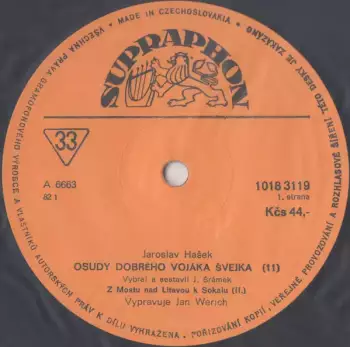 VŠECHNA PRÁVA GRAMOFONOVÉHO VÝROBCE A VLASTNÍKŮ AUTORSKÝCH PRÁV K DÍLU VYHRAZENA. POŘIZOVÁNÍ KOPIÍ, VEŘEJNÉ PROVOZOVÁNÍ A ROZHLASOVÉ ŠÍŘENÍ TÉTO DESKY JE ZAKÁZÁNO
• MADE IN CZECHOSLOVAKIA •
SUPRAPHON
33
A 6663
82 1
1018 3119
1. strana
Kčs 44,-
Jaroslav Hašek
OSUDY DOBRÉHO VOJÁKA ŠVEJKA (11)
Vybral a sestavil J. Šrámek
Z Mostu nad Litavou k Sokalu (II.)
Vypravuje Jan Werich